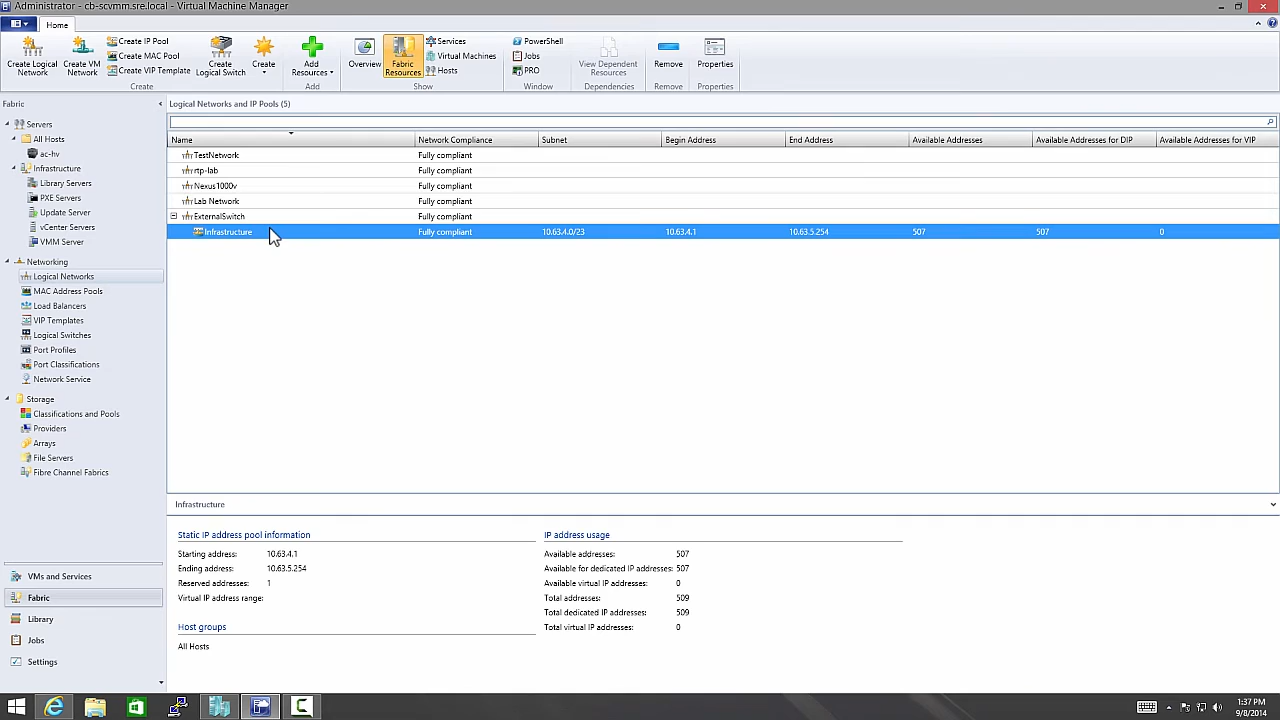 Administrator - cb-scvmm.sre.local - Virtual Machine Manager
Home
Create Logical Network
Create VM Network
Create IP Pool
Create MAC Pool
Create VIP Template
Create Logical Switch
Create
Create
Add Resources
Add
Overview
Fabric Resources
Services
Virtual Machines
Hosts
Show
PowerShell
Jobs
PRO
Window
View Dependent Resources
Dependencies
Remove
Remove
Properties
Properties
Fabric
Servers
All Hosts
ac-hv
Infrastructure
Library Servers
PXE Servers
Update Server
vCenter Servers
VMM Server
Networking
Logical Networks
MAC Address Pools
Load Balancers
VIP Templates
Logical Switches
Port Profiles
Port Classifications
Network Service
Storage
Classifications and Pools
Providers
Arrays
File Servers
Fibre Channel Fabrics
VMs and Services
Fabric
Library
Jobs
Settings
Logical Networks and IP Pools (5)
Name Network Compliance Subnet Begin Address End Address Available Addresses Available Addresses for DIP Available Addresses for VIP
TestNetwork Fully compliant
rtp-lab Fully compliant
Nexus1000v Fully compliant
Lab Network Fully compliant
ExternalSwitch Fully compliant
Infrastructure Fully compliant 10.63.4.0/23 10.63.4.1 10.63.5.254 507 507 0
Infrastructure
Static IP address pool information
Starting address: 10.63.4.1
Ending address: 10.63.5.254
Reserved addresses: 1
Virtual IP address range:
Host groups
All Hosts
IP address usage
Available addresses: 507
Available for dedicated IP addresses: 507
Available virtual IP addresses: 0
Total addresses: 509
Total dedicated IP addresses: 509
Total virtual IP addresses: 0
1:37 PM
9/8/2014